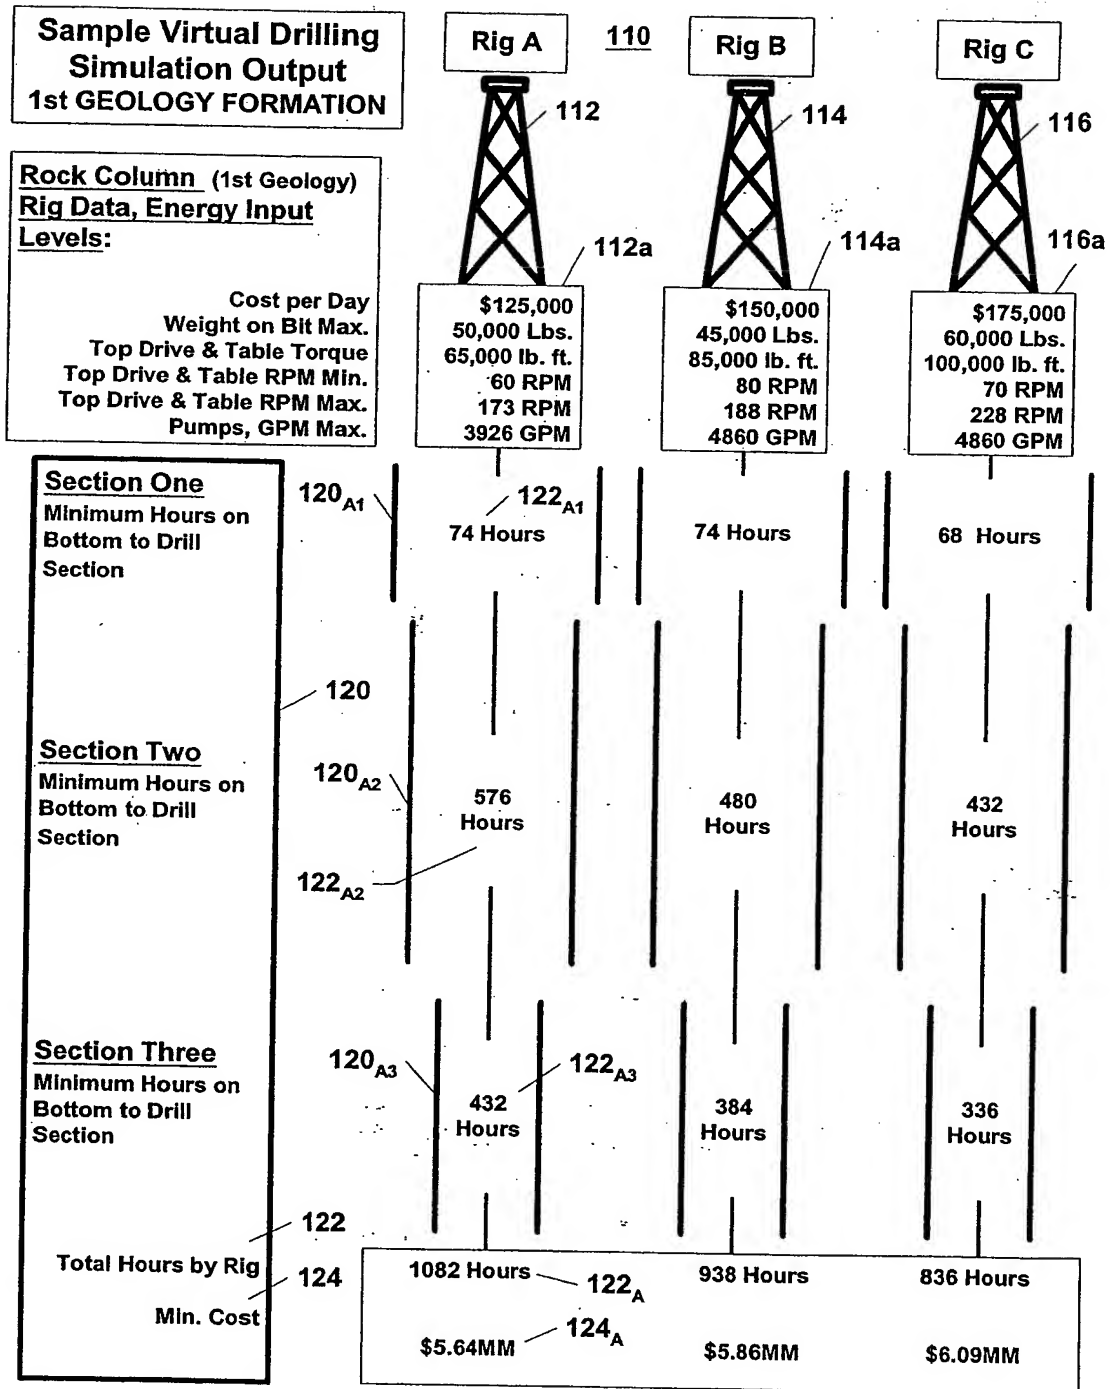 Sample Virtual Drilling
Simulation Output
1st GEOLOGY FORMATION
Rig A
110
Rig B
Rig C
112
114
116
Rock Column (1st Geology)
Rig Data, Energy Input
Levels:
112a
114a
116a
Cost per Day
Weight on Bit Max.
Top Drive & Table Torque
Top Drive & Table RPM Min.
Top Drive & Table RPM Max.
Pumps, GPM Max.
$125,000
50,000 Lbs.
65,000 lb. ft.
60 RPM
173 RPM
3926 GPM
$150,000
45,000 Lbs.
85,000 lb. ft.
80 RPM
188 RPM
4860 GPM
$175,000
60,000 Lbs.
100,000 lb. ft.
70 RPM
228 RPM
4860 GPM
Section One
Minimum Hours on
Bottom to Drill
Section
120A1
122A1
74 Hours
74 Hours
68 Hours
120
Section Two
Minimum Hours on
Bottom to Drill
Section
120A2
576
Hours
480
Hours
432
Hours
122A2
Section Three
Minimum Hours on
Bottom to Drill
Section
120A3
122A3
432
Hours
384
Hours
336
Hours
122
Total Hours by Rig
124
Min. Cost
1082 Hours
122A
938 Hours
836 Hours
$5.64MM
124A
$5.86MM
$6.09MM